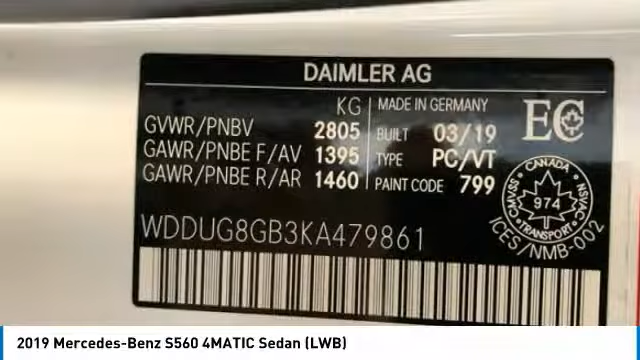 DAIMLER AG
KG
GVWR/PNBV 2805
GAWR/PNBE F/AV 1395
GAWR/PNBE R/AR 1460
MADE IN GERMANY
BUILT 03/19
TYPE PC/VT
PAINT CODE 799
EC
CANADA
CMVSS 974 NSVAC
TRANSPORT
ICES/NMB-002
WDDUG8GB3KA479861
2019 Mercedes-Benz S560 4MATIC Sedan (LWB)